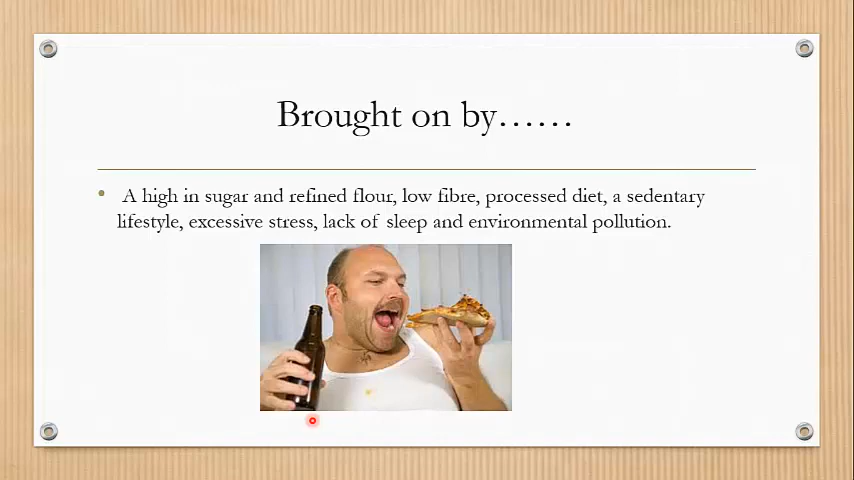 Brought on by……
• A high in sugar and refined flour, low fibre, processed diet, a sedentary
lifestyle, excessive stress, lack of sleep and environmental pollution.